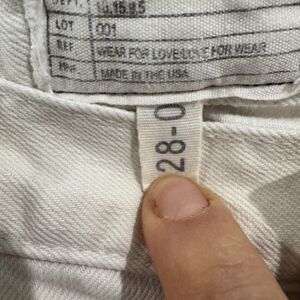 LOT 001
REF. WEAR FOR LOVE/LOVE FOR WEAR
MADE IN THE USA
28-0